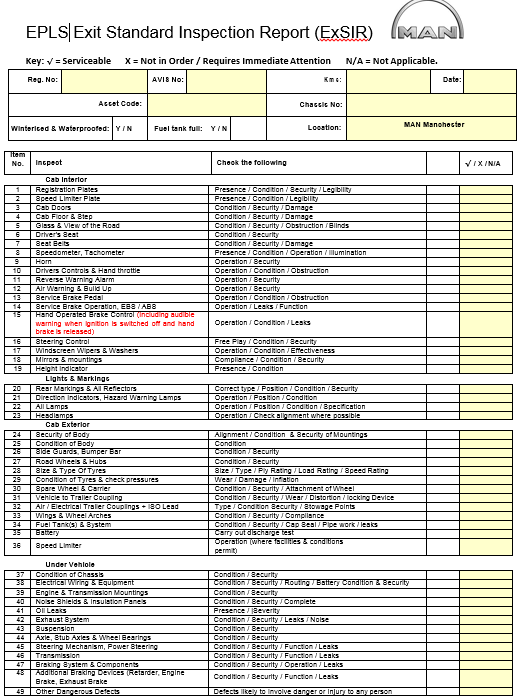 EPLS Exit Standard Inspection Report (ExSIR)
MAN
Key: √ = Serviceable X = Not in Order / Requires Immediate Attention N/A = Not Applicable.
Reg. No: AVIS No: Kms: Date:
Asset Code: Chassis No:
Winterised & Waterproofed: Y / N Fuel tank full: Y / N Location: MAN Manchester
Item No. Inspect Check the following √ / X / N/A
Cab Interior
1 Registration Plates Presence / Condition / Security / Legibility
2 Speed Limiter Plate Presence / Condition / Legibility
3 Cab Doors Condition / Security / Damage
4 Cab Floor & Step Condition / Security / Damage
5 Glass & View of the Road Condition / Security / Obstruction / Blinds
6 Driver's Seat Condition / Security
7 Seat Belts Condition / Security / Damage
8 Speedometer, Tachometer Presence / Condition / Operation / Illumination
9 Horn Operation / Security
10 Drivers Controls & Hand throttle Operation / Condition / Obstruction
11 Reverse Warning Alarm Operation / Security
12 Air Warning & Build Up Operation / Security
13 Service Brake Pedal Operation / Condition / Obstruction
14 Service Brake Operation, EBS / ABS Operation / Leaks / Function
15 Hand Operated Brake Control (Including audible
warning when ignition is switched off and hand
brake is released) Operation / Condition / Leaks
16 Steering Control Free Play / Condition / Security
17 Windscreen Wipers & Washers Operation / Condition / Effectiveness
18 Mirrors & mountings Compliance / Condition / Security
19 Height Indicator Presence / Condition
Lights & Markings
20 Rear Markings & All Reflectors Correct type / Position / Condition / Security
21 Direction Indicators, Hazard Warning Lamps Operation / Position / Condition
22 All Lamps Operation / Position / Condition / Specification
23 Headlamps Operation / Check alignment where possible
Cab Exterior
24 Security of Body Alignment / Condition & Security of Mountings
25 Condition of Body Condition
26 Side Guards, Bumper Bar Condition / Security
27 Road Wheels & Hubs Condition / Security
28 Size & Type Of Tyres Size / Type / Ply Rating / Load Rating / Speed Rating
29 Condition of Tyres & check pressures Wear / Damage / Inflation
30 Spare Wheel & Carrier Condition / Security / Attachment of Wheel
31 Vehicle to Trailer Coupling Condition / Security / Wear / Distortion / locking Device
32 Air / Electrical Trailer Couplings + ISO Lead Type / Condition Security / Stowage Points
33 Wings & Wheel Arches Condition / Security / Compliance
34 Fuel Tank(s) & System Condition / Security / Cap Seal / Pipe work / leaks
35 Battery Carry out discharge test
36 Speed Limiter Operation (where facilities & conditions
permit)
Under Vehicle
37 Condition of Chassis Condition / Security
38 Electrical Wiring & Equipment Condition / Security / Routing / Battery Condition & Security
39 Engine & Transmission Mountings Condition / Security
40 Noise Shields & Insulation Panels Condition / Security / Complete
41 Oil Leaks Presence / )Severity
42 Exhaust System Condition / Security / Leaks / Noise
43 Suspension Condition / Security
44 Axle, Stub Axles & Wheel Bearings Condition / Security
45 Steering Mechanism, Power Steering Condition / Security / Function / Leaks
46 Transmission Condition / Security / Function / Leaks
47 Braking System & Components Condition / Security / Operation / Leaks
48 Additional Braking Devices (Retarder, Engine
Brake, Exhaust Brake Condition / Security / Function / Leaks
49 Other Dangerous Defects Defects likely to involve danger or injury to any person